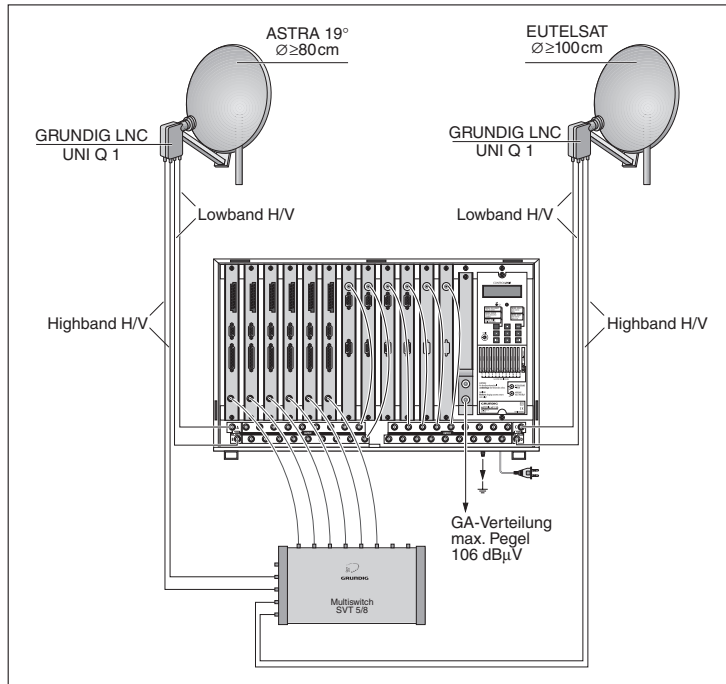 ASTRA 19°
Ø≥80cm
EUTELSAT
Ø≥100cm
GRUNDIG LNC
UNI Q 1
GRUNDIG LNC
UNI Q 1
Lowband H/V
Lowband H/V
Highband H/V
Highband H/V
GRUNDIG
GA-Verteilung
max. Pegel
106 dBµV
GRUNDIG
Multiswitch
SVT 5/8